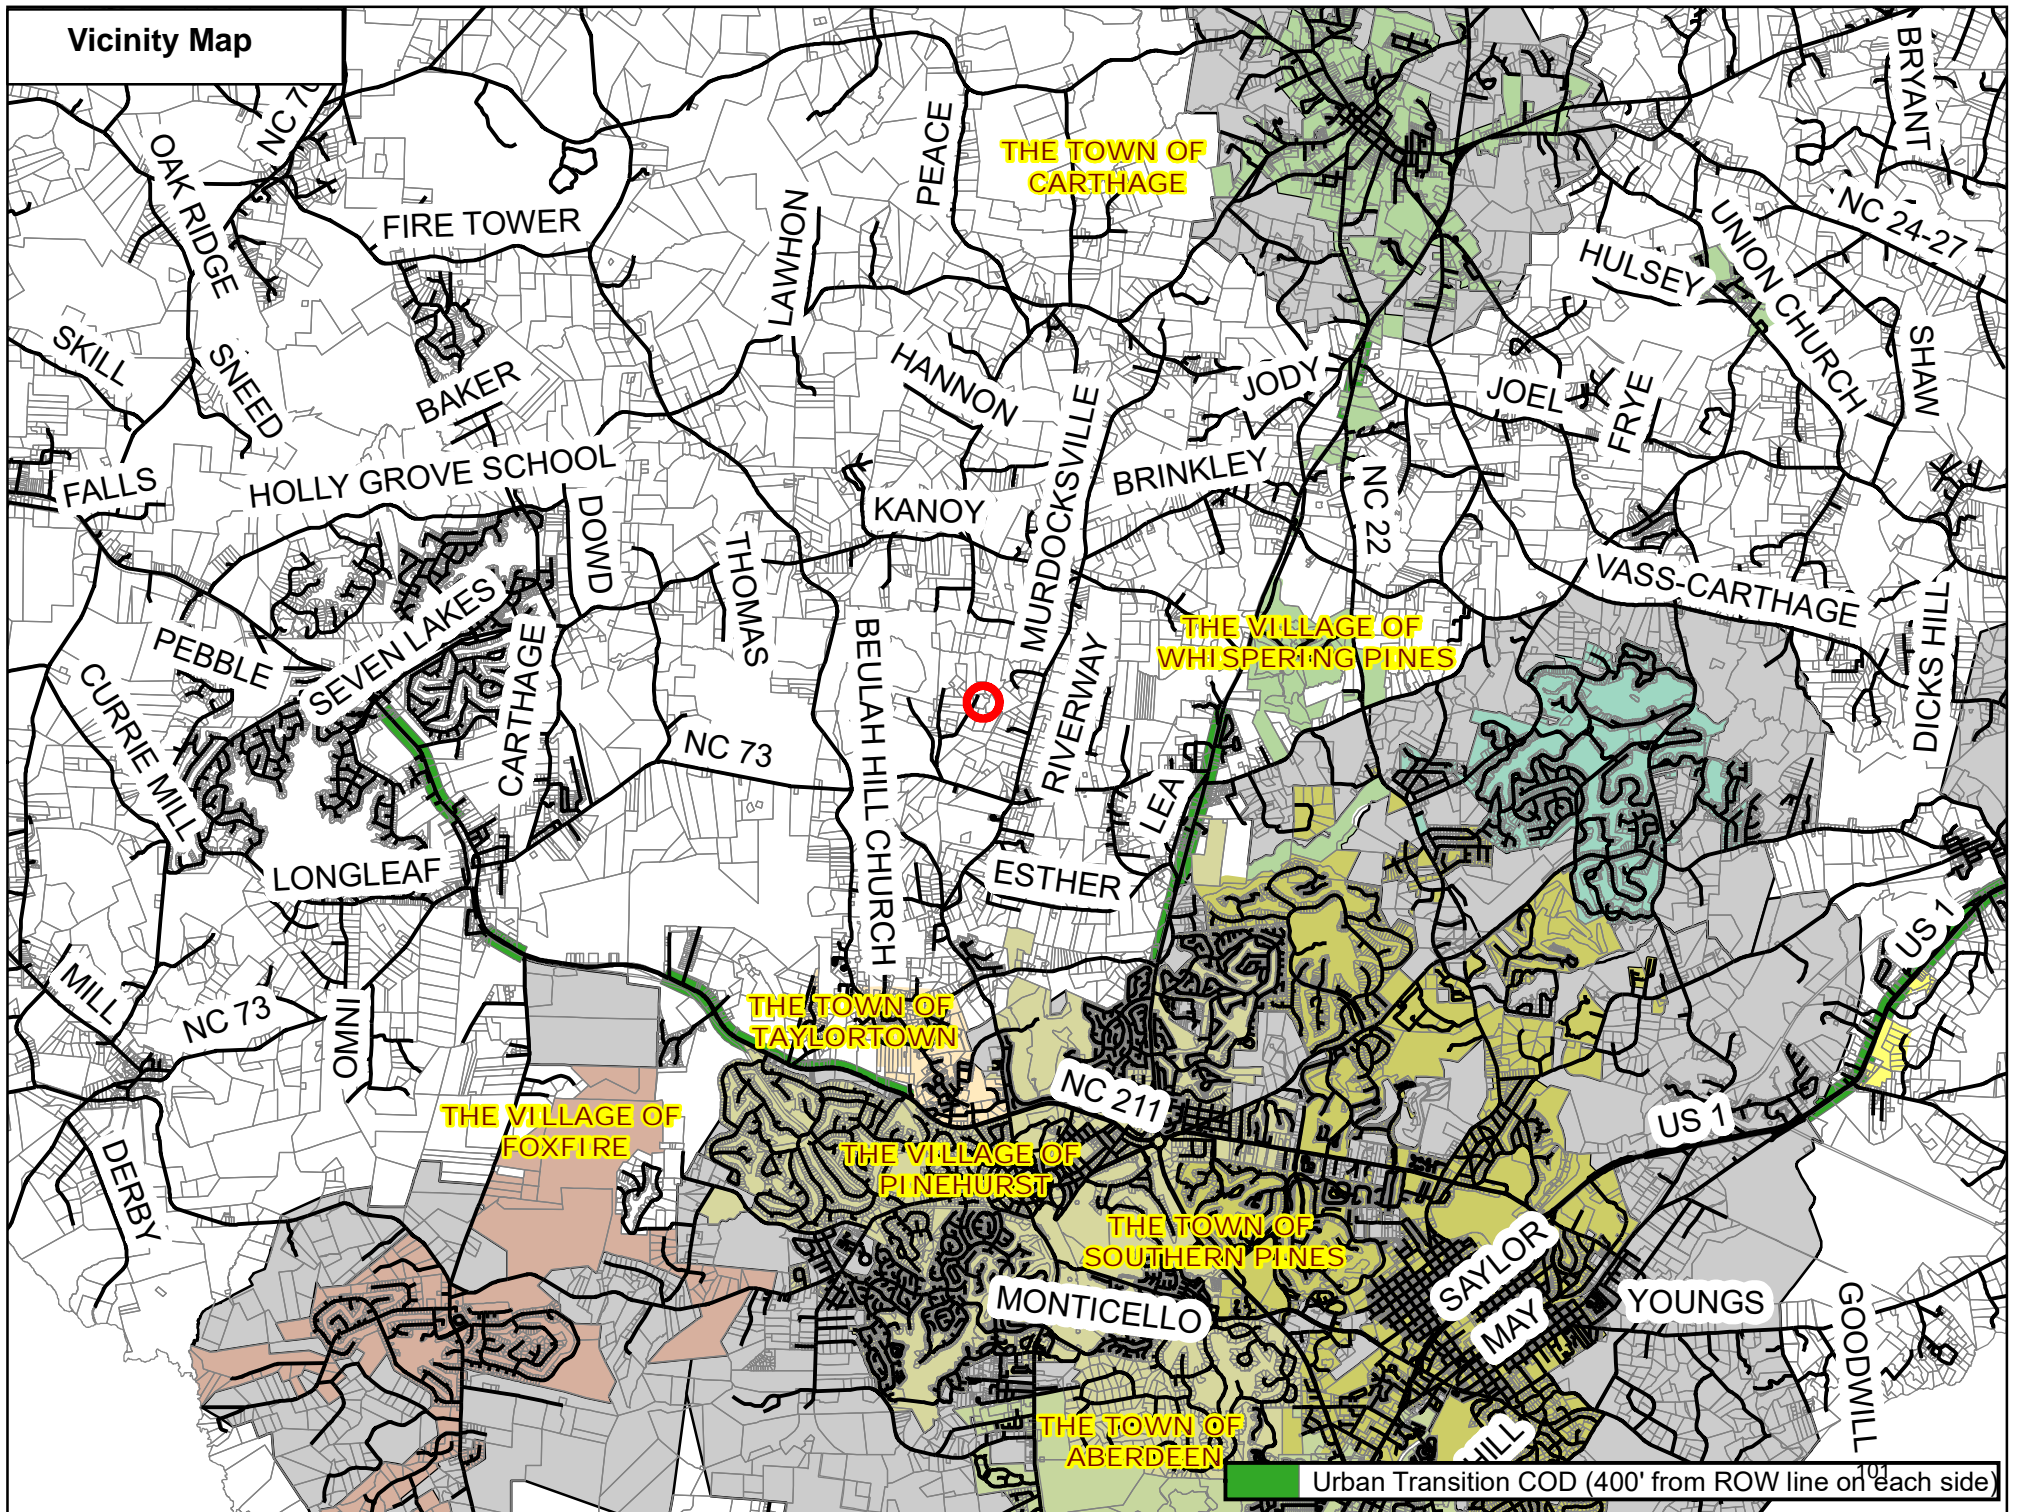 Vicinity Map
BRYANT
NC 70
PEACE
OAK RIDGE
THE TOWN OF
CARTHAGE
FIRE TOWER
LAWHON
NC 24-27
UNION CHURCH
HULSEY
SKILL
SNEED
BAKER
HANNON
JODY
JOEL
FRYE
SHAW
MURDOCKSVILLE
FALLS
HOLLY GROVE SCHOOL
DOWD
KANOY
BRINKLEY
NC 22
THOMAS
VASS-CARTHAGE
DICKS HILL
PEBBLE
SEVEN LAKES
CARTHAGE
BEULAH HILL CHURCH
THE VILLAGE OF
WHISPERING PINES
RIVERWAY
CURRIE MILL
NC 73
LEA
LONGLEAF
ESTHER
US 1
MILL
NC 73
OMNI
THE TOWN OF
TAYLORTOWN
NC 211
US 1
THE VILLAGE OF
FOXFIRE
DERBY
THE VILLAGE OF
PINEHURST
THE TOWN OF
SOUTHERN PINES
SAYLOR
MONTICELLO
MAY
YOUNGS
GOODWILL
THE TOWN OF
ABERDEEN
HILL
101
Urban Transition COD (400' from ROW line on each side)